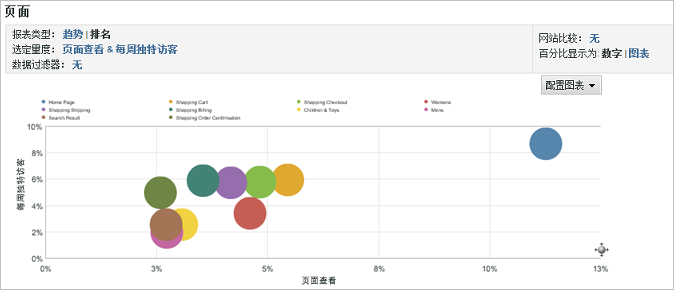 页面
报表类型: 趋势 | 排名
选定量度: 页面查看 & 每周独特访客
数据过滤器: 无
网站比较: 无
百分比显示为: 数字 | 图表
配置图表
Home Page
Shopping Cart
Shopping Checkout
Womens
Shopping Shopping
Shopping Billing
Children & Toys
Mens
Search Result
Shopping Order Confirmation
10%
8%
6%
4%
2%
0%
每周独特访客
0%
3%
5%
8%
10%
13%
页面查看